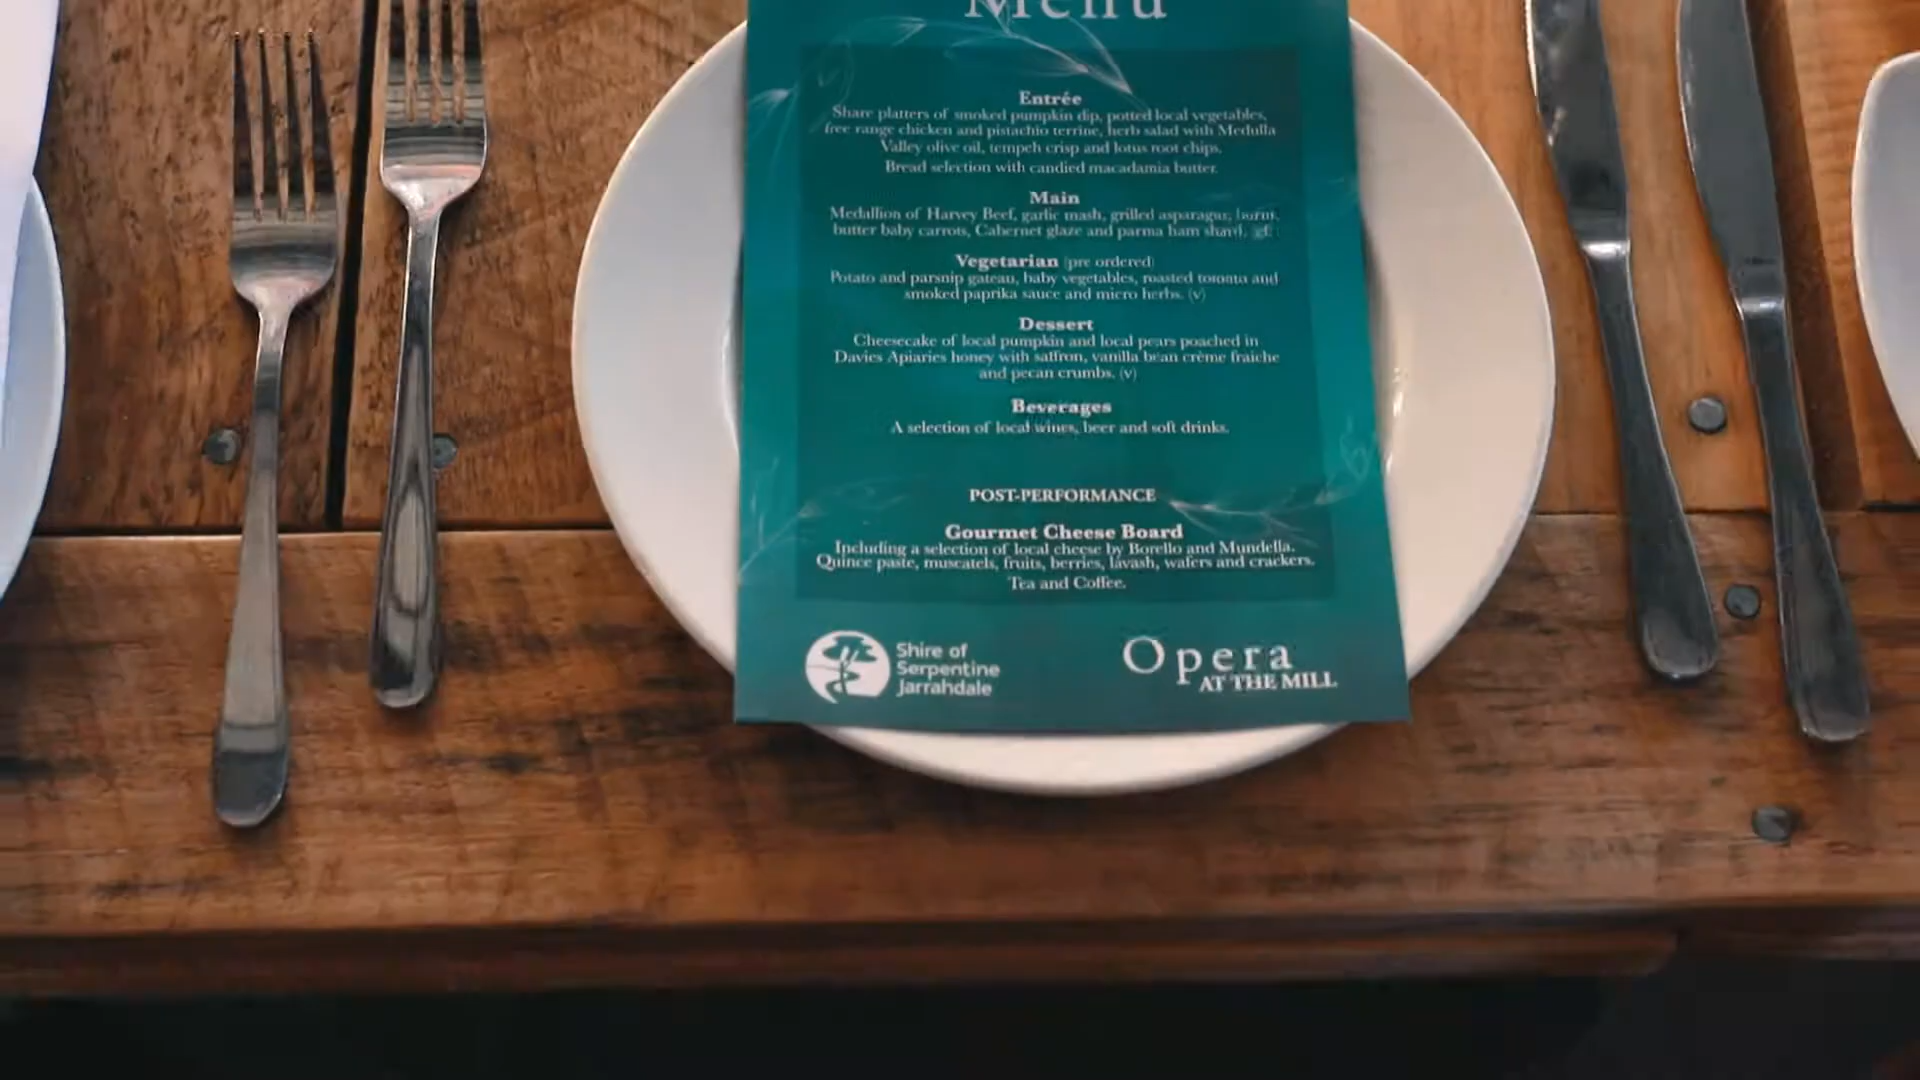 Menu
Entrée
Share platters of smoked pumpkin dip, potted local vegetables,
free range chicken and pistachio terrine, herb salad with Medulla
Valley olive oil, tempeh crisp and lotus root chips.
Bread selection with candied macadamia butter.
Main
Medallion of Harvey Beef, garlic mash, grilled asparagus, burnt
butter baby carrots, Cabernet glaze and parma ham shard. gf
Vegetarian (pre ordered)
Potato and parsnip gateau, baby vegetables, roasted tomato and
smoked paprika sauce and micro herbs. (v)
Dessert
Cheesecake of local pumpkin and local pears poached in
Davies Apiaries honey with saffron, vanilla bean crème fraiche
and pecan crumbs. (v)
Beverages
A selection of local wines, beer and soft drinks.
POST-PERFORMANCE
Gourmet Cheese Board
Including a selection of local cheese by Borello and Mundella.
Quince paste, muscatels, fruits, berries, lavash, wafers and crackers.
Tea and Coffee.
Shire of
Serpentine
Jarrahdale
Opera
AT THE MILL